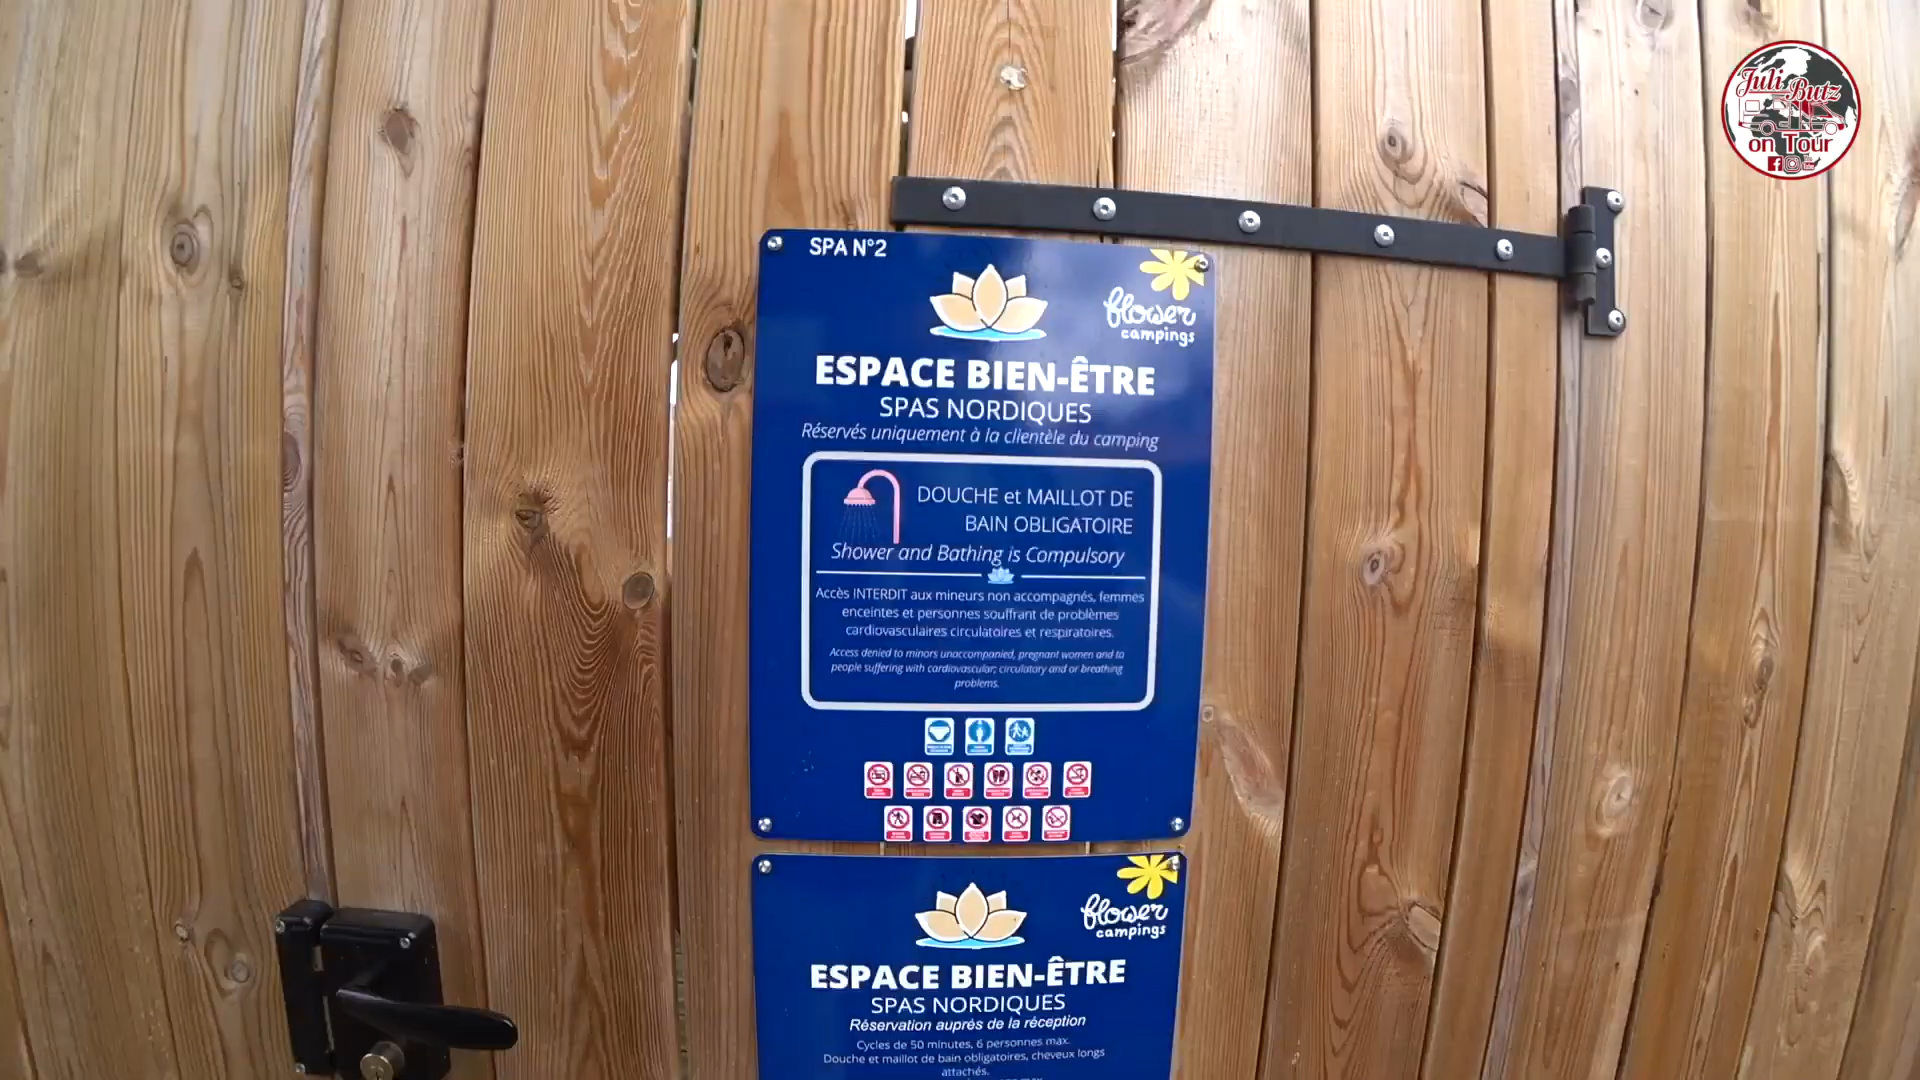 Juli Butz
on Tour
SPA N°2
flower
campings
ESPACE BIEN-ÊTRE
SPAS NORDIQUES
Réservés uniquement à la clientèle du camping
DOUCHE et MAILLOT DE
BAIN OBLIGATOIRE
Shower and Bathing is Compulsory
Accès INTERDIT aux mineurs non accompagnés, femmes
enceintes et personnes souffrant de problèmes
cardiovasculaires circulatoires et respiratoires.
Access denied to minors unaccompanied, pregnant women and to
people suffering with cardiovascular; circulatory and or breathing
problems.
flower
campings
ESPACE BIEN-ÊTRE
SPAS NORDIQUES
Réservation auprés de la réception
Cycles de 50 minutes, 6 personnes max.
Douche et maillot de bain obligatoires, cheveux longs
attachés.